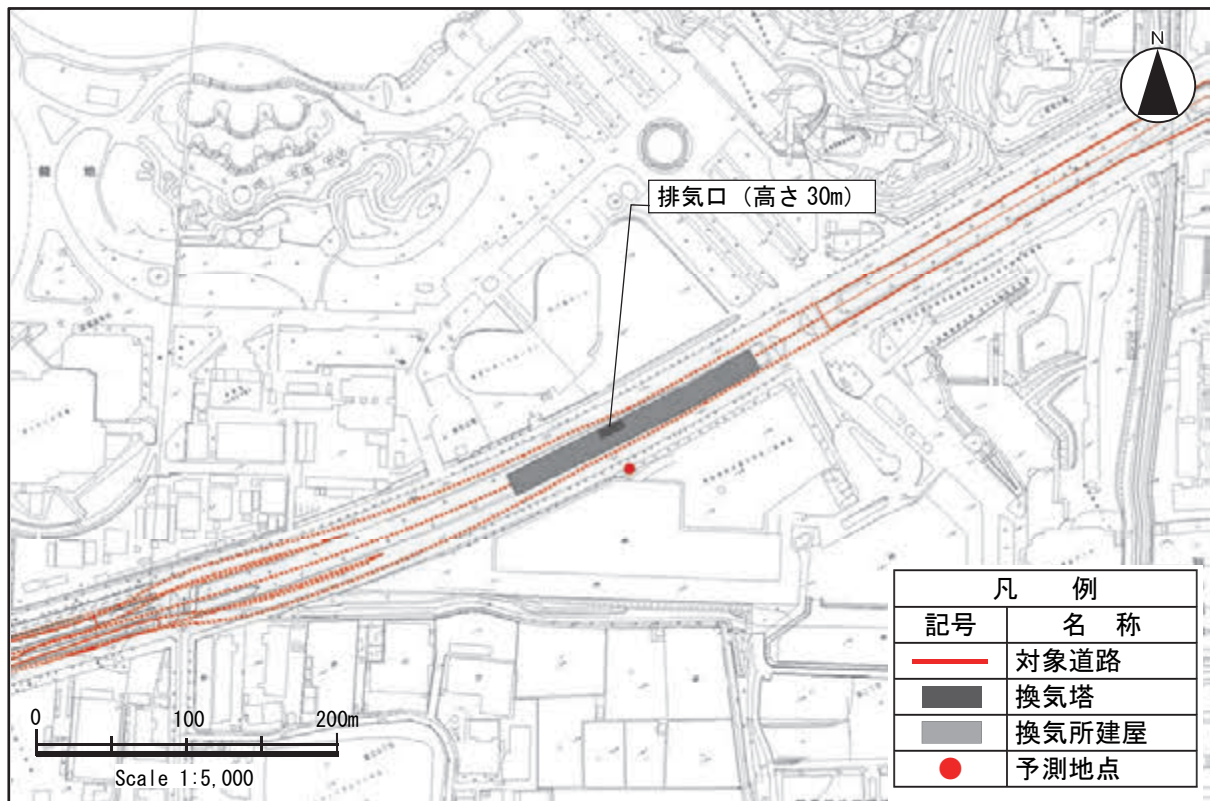 N
排気口（高さ 30m）
凡　例
記号　名　称
対象道路
換気塔
換気所建屋
予測地点
0　100　200m
Scale 1:5,000